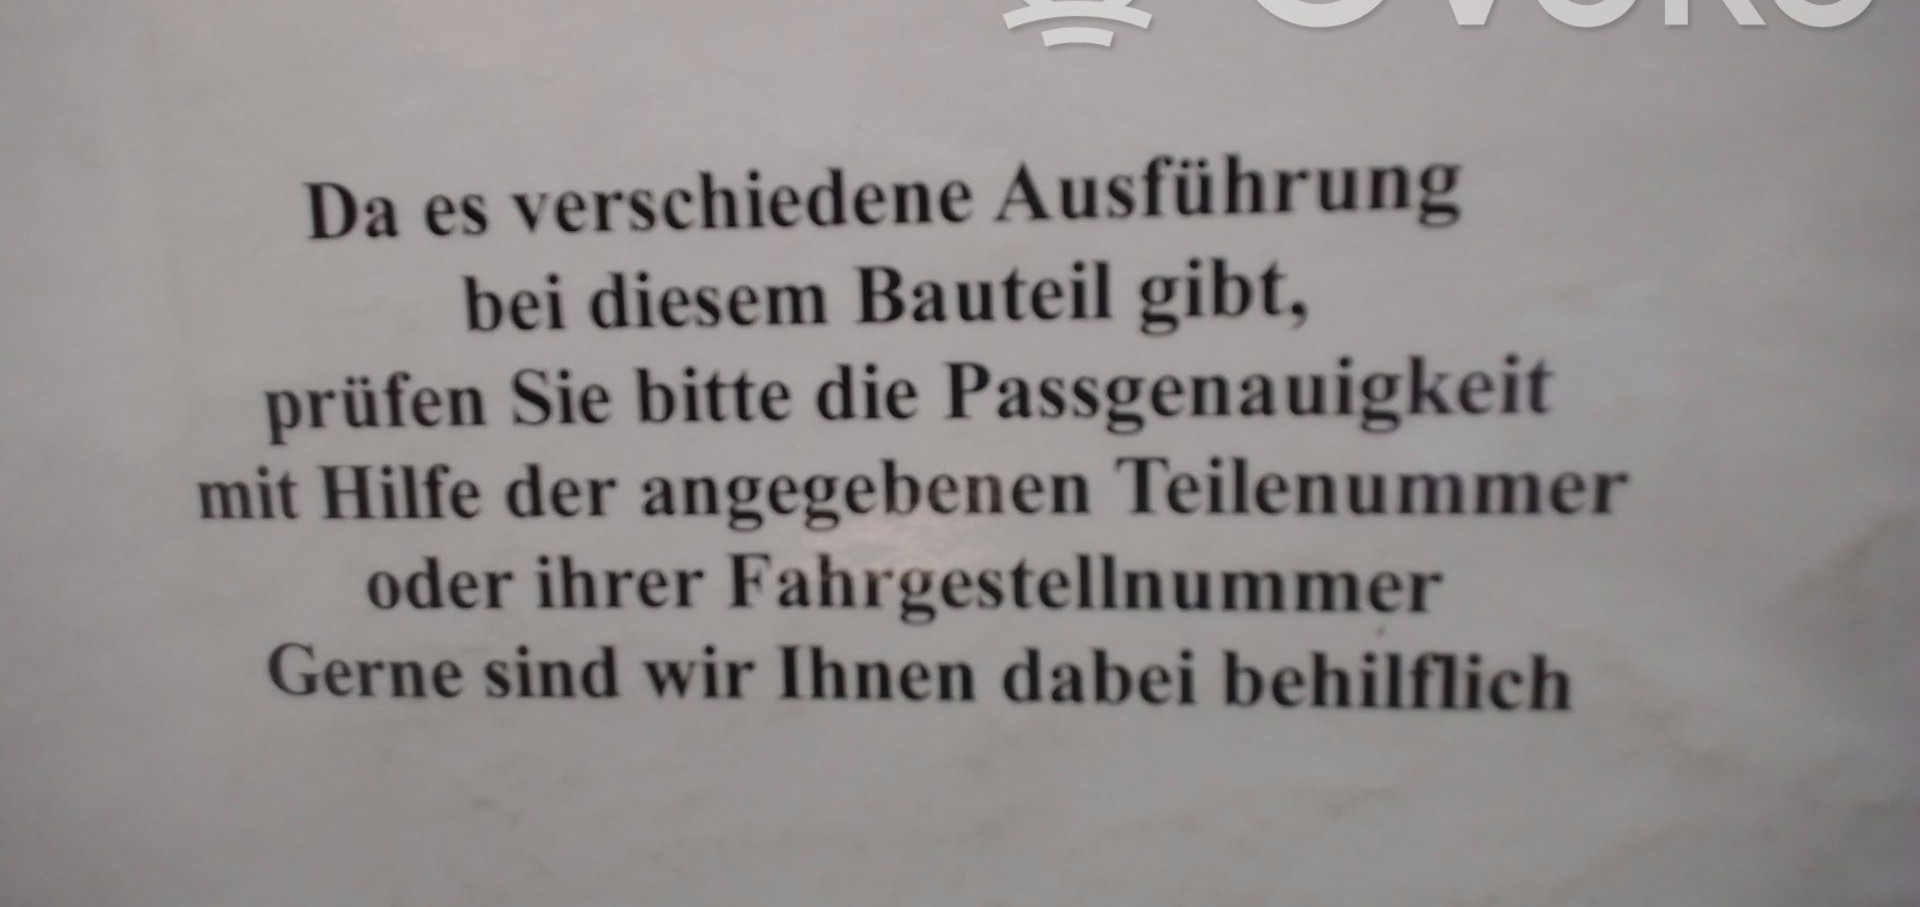 Da es verschiedene Ausführung
bei diesem Bauteil gibt,
prüfen Sie bitte die Passgenauigkeit
mit Hilfe der angegebenen Teilenummer
oder ihrer Fahrgestellnummer
Gerne sind wir Ihnen dabei behilflich